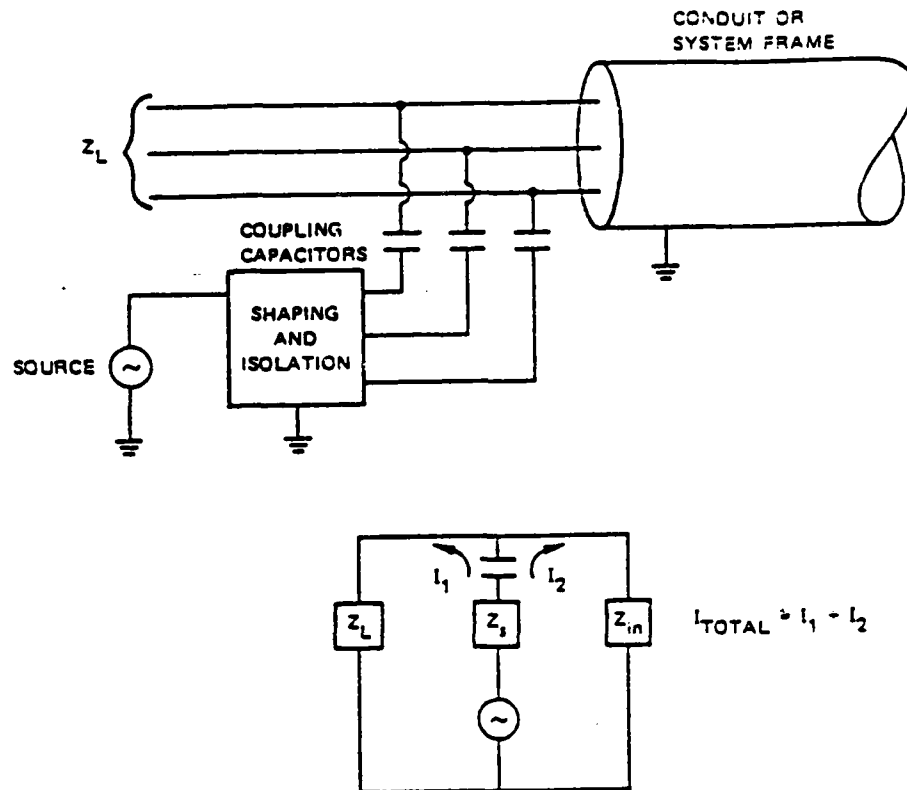 CONDUIT OR
SYSTEM FRAME
Z_L
COUPLING
CAPACITORS
SHAPING
AND
ISOLATION
SOURCE
~
I_1
I_2
Z_L
Z_s
Z_in
I_TOTAL = I_1 + I_2
~